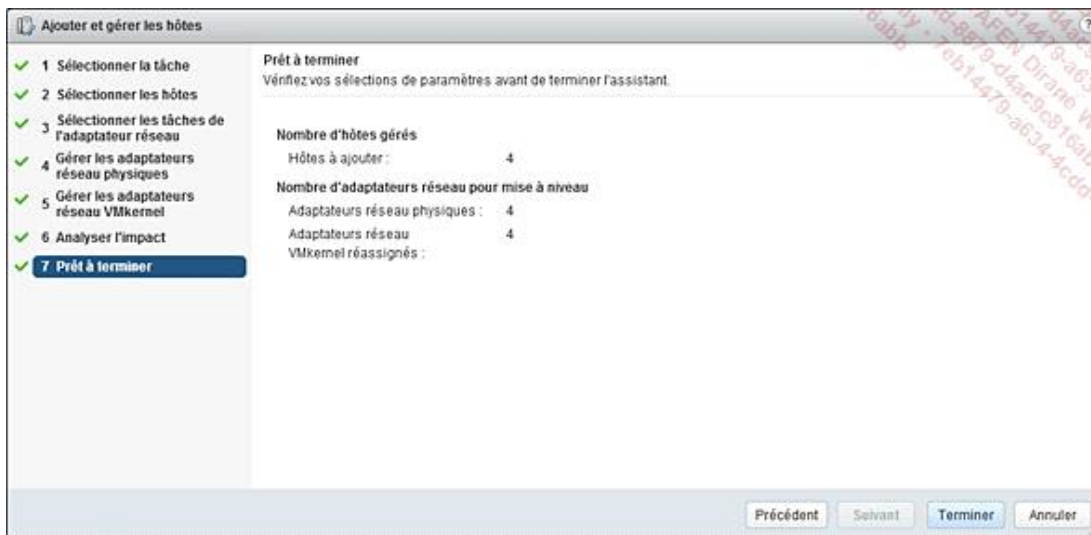 Ajouter et gérer les hôtes
1 Sélectionner la tâche
2 Sélectionner les hôtes
3 Sélectionner les tâches de
l'adaptateur réseau
4 Gérer les adaptateurs
réseau physiques
5 Gérer les adaptateurs
réseau VMkernel
6 Analyser l'impact
7 Prêt à terminer
Prêt à terminer
Vérifiez vos sélections de paramètres avant de terminer l'assistant.
Nombre d'hôtes gérés
Hôtes à ajouter : 4
Nombre d'adaptateurs réseau pour mise à niveau
Adaptateurs réseau physiques : 4
Adaptateurs réseau 4
VMkernel réassignés :
Précédent Suivant Terminer Annuler